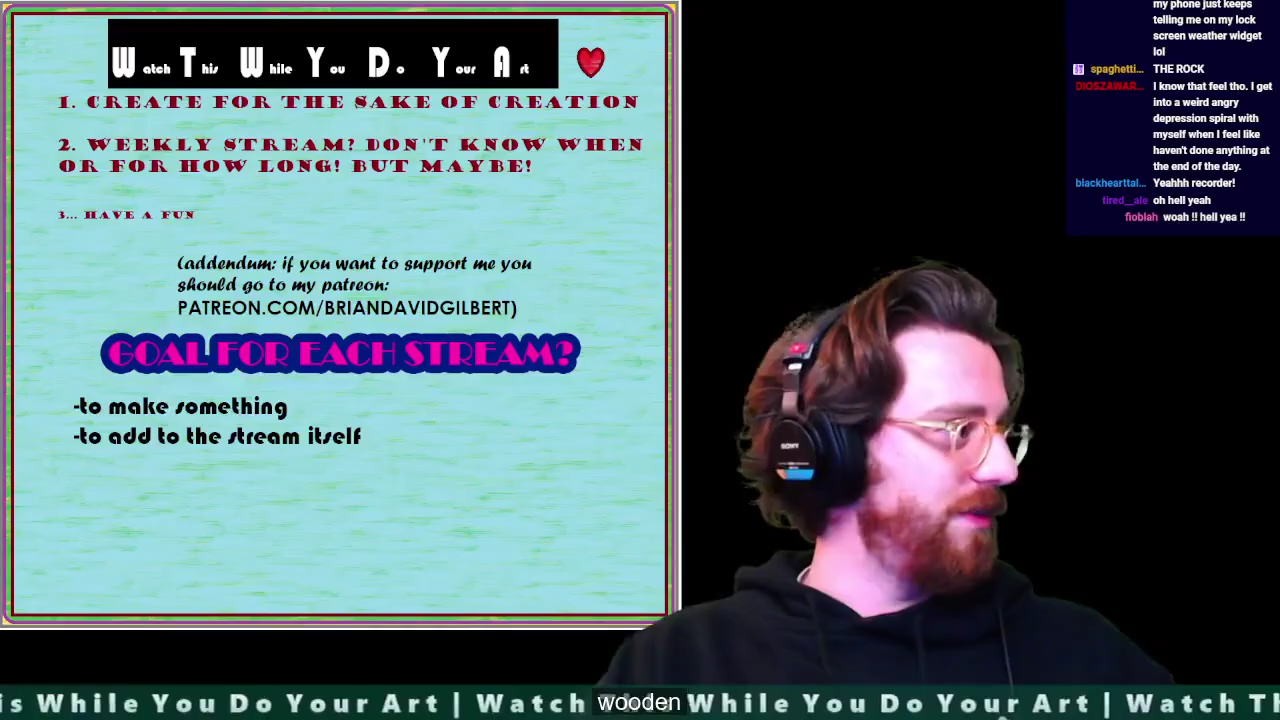 Watch This While You Do Your Art
1. CREATE FOR THE SAKE OF CREATION
2. WEEKLY STREAM? DON'T KNOW WHEN
OR FOR HOW LONG! BUT MAYBE!
3... HAVE A FUN
(addendum: if you want to support me you
should go to my patreon:
PATREON.COM/BRIANDAVIDGILBERT)
GOAL FOR EACH STREAM?
-to make something
-to add to the stream itself
my phone just keeps
telling me on my lock
screen weather widget
lol
spaghetti... THE ROCK
DIOSZAWAR... I know that feel tho. I get
into a weird angry
depression spiral with
myself when I feel like
haven't done anything at
the end of the day.
blackhearttal... Yeahhh recorder!
tired__ale oh hell yeah
fioblah woah !! hell yea !!
SONY
is While You Do Your Art | Watch While You Do Your Art | Watch Th
wooden